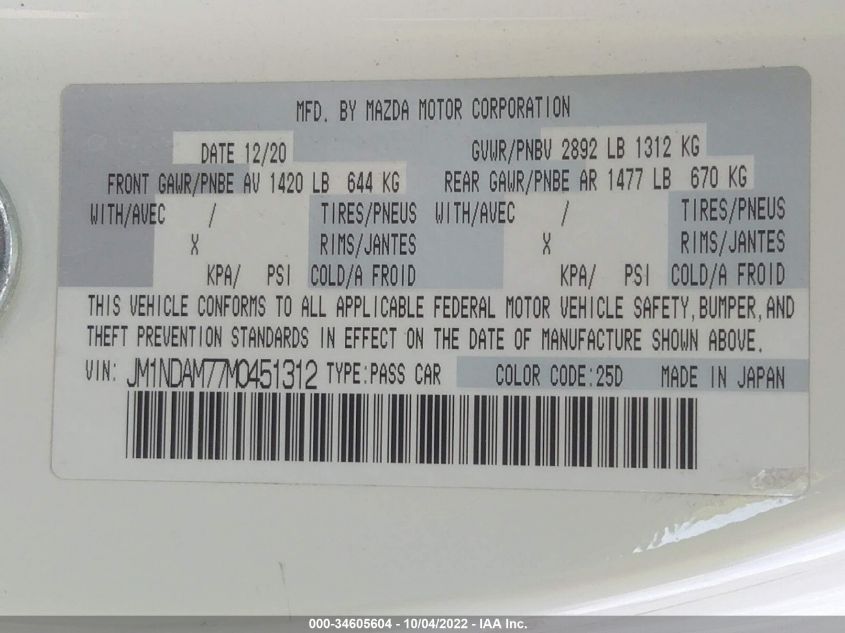 MFD. BY MAZDA MOTOR CORPORATION
DATE 12/20 GVWR/PNBV 2892 LB 1312 KG
FRONT GAWR/PNBE AV 1420 LB 644 KG REAR GAWR/PNBE AR 1477 LB 670 KG
WITH/AVEC / TIRES/PNEUS WITH/AVEC / TIRES/PNEUS
X RIMS/JANTES X RIMS/JANTES
KPA/ PSI COLD/A FROID KPA/ PSI COLD/A FROID
THIS VEHICLE CONFORMS TO ALL APPLICABLE FEDERAL MOTOR VEHICLE SAFETY,BUMPER,AND
THEFT PREVENTION STANDARDS IN EFFECT ON THE DATE OF MANUFACTURE SHOWN ABOVE.
VIN: JM1NDAM77M0451312 TYPE:PASS CAR COLOR CODE:25D MADE IN JAPAN
000-34605604 - 10/04/2022 - IAA Inc.